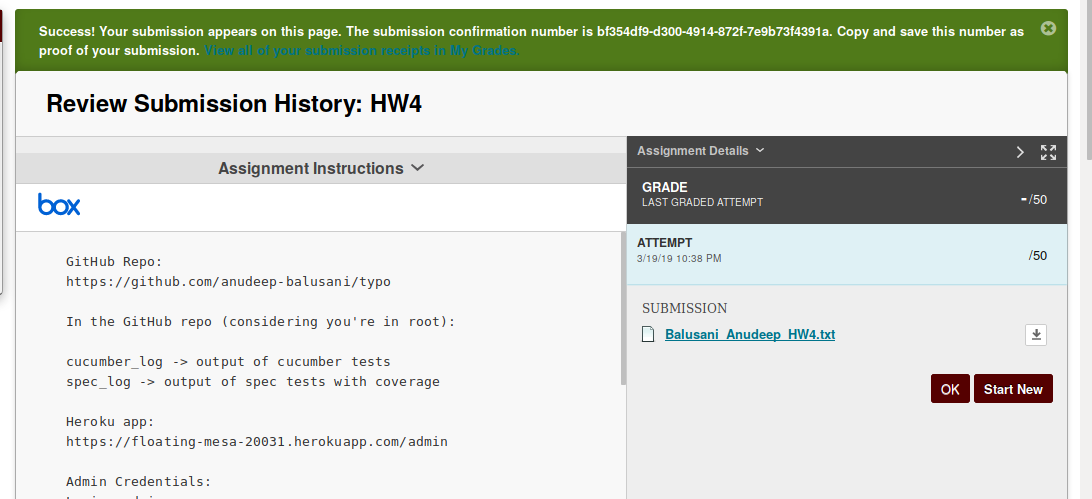 Success! Your submission appears on this page. The submission confirmation number is bf354df9-d300-4914-872f-7e9b73f4391a. Copy and save this number as
proof of your submission. View all of your submission receipts in My Grades.
Review Submission History: HW4
Assignment Instructions
box
GitHub Repo:
https://github.com/anudeep-balusani/typo
In the GitHub repo (considering you're in root):
cucumber_log -> output of cucumber tests
spec_log -> output of spec tests with coverage
Heroku app:
https://floating-mesa-20031.herokuapp.com/admin
Admin Credentials:
Assignment Details
GRADE
LAST GRADED ATTEMPT
-/50
ATTEMPT
3/19/19 10:38 PM
/50
SUBMISSION
Balusani_Anudeep_HW4.txt
OK
Start New